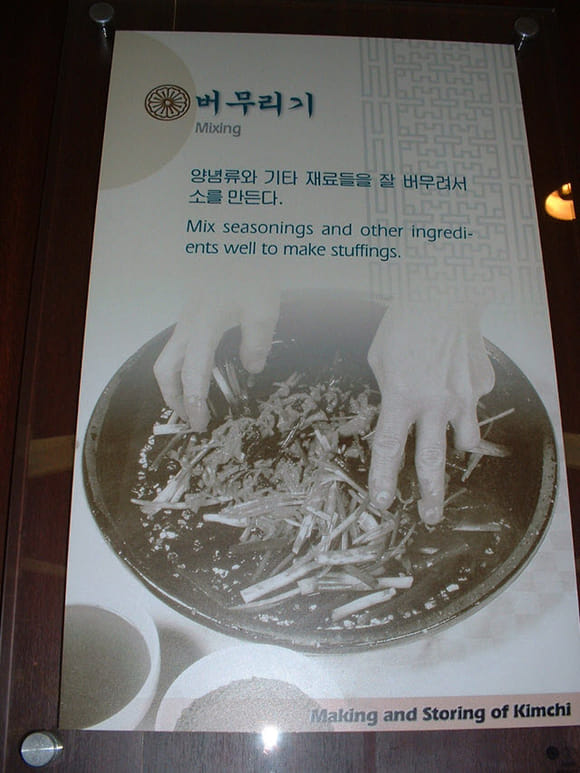 버무리기
Mixing
양념류와 기타 재료들을 잘 버무려서
소를 만든다.
Mix seasonings and other ingredi-
ents well to make stuffings.
Making and Storing of Kimchi